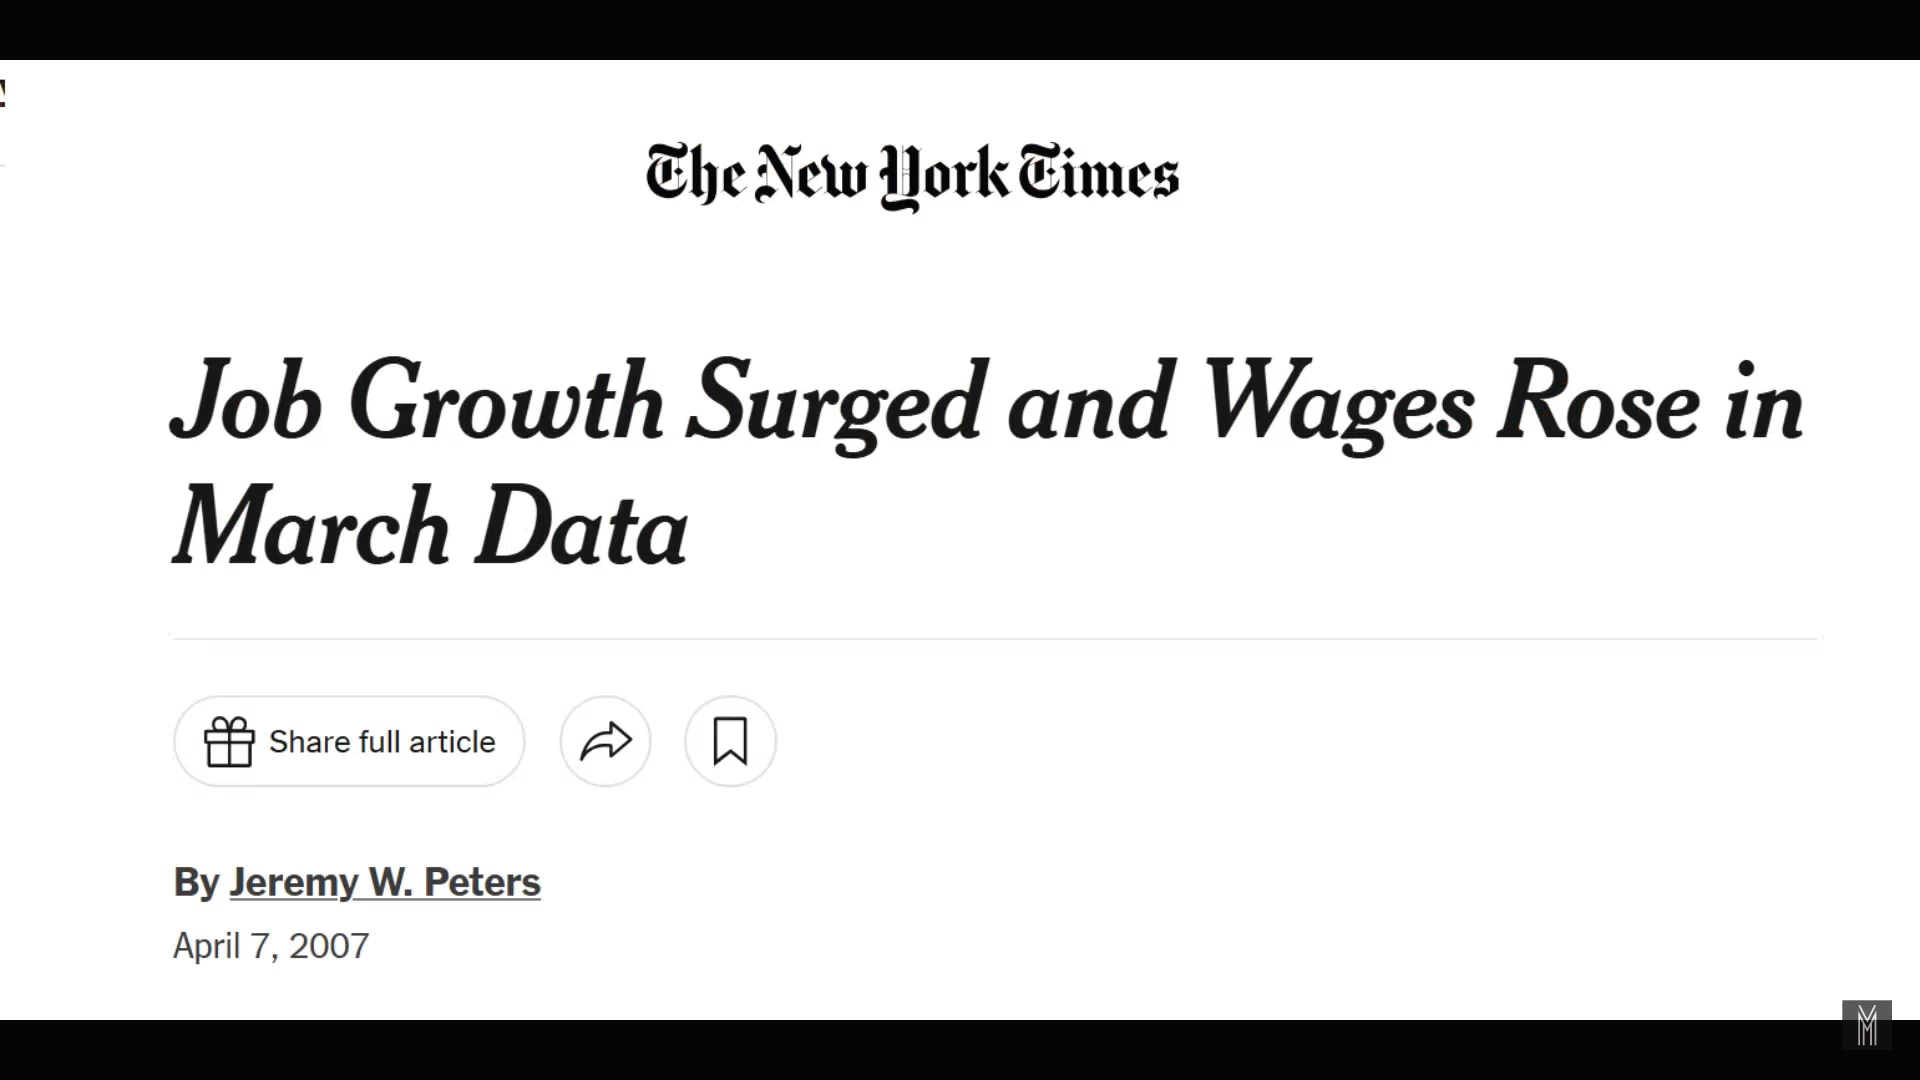 The New York Times
Job Growth Surged and Wages Rose in
March Data
Share full article
By Jeremy W. Peters
April 7, 2007
M